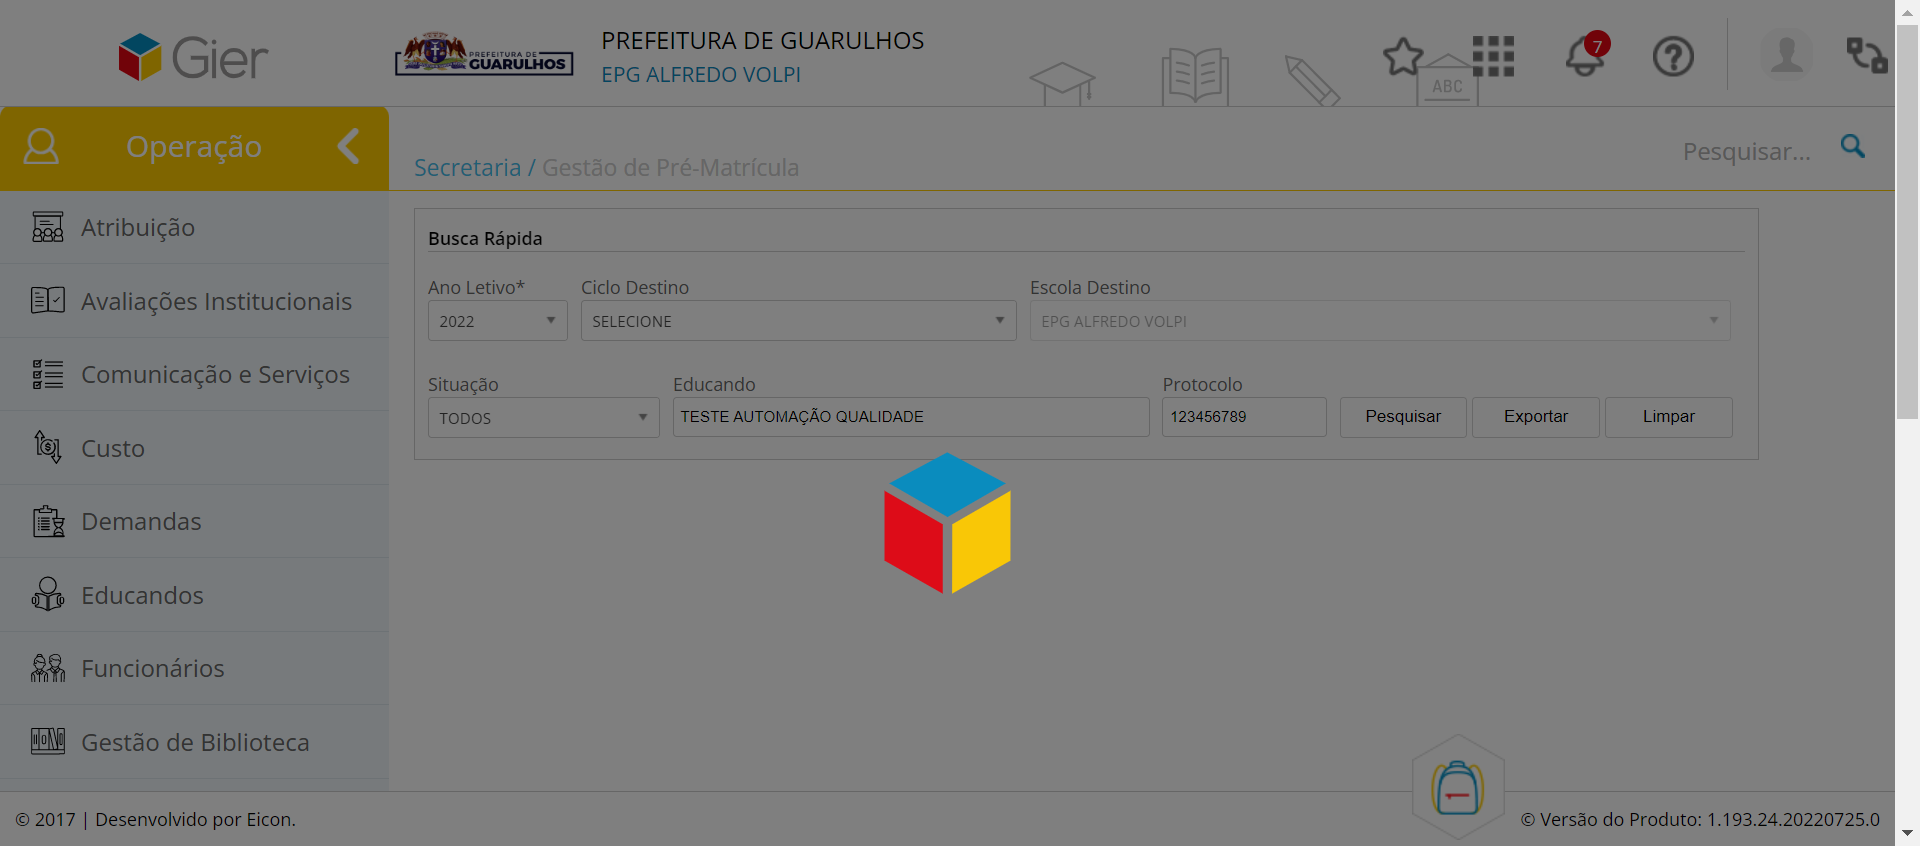 Gier
PREFEITURA DE
GUARULHOS
PREFEITURA DE GUARULHOS
EPG ALFREDO VOLPI
ABC
7
Operação
Secretaria / Gestão de Pré-Matrícula
Pesquisar...
Atribuição
Avaliações Institucionais
Comunicação e Serviços
Custo
Demandas
Educandos
Funcionários
Gestão de Biblioteca
Busca Rápida
Ano Letivo* Ciclo Destino Escola Destino
2022 SELECIONE EPG ALFREDO VOLPI
Situação Educando Protocolo
TODOS TESTE AUTOMAÇÃO QUALIDADE 123456789 Pesquisar Exportar Limpar
© 2017 | Desenvolvido por Eicon.
© Versão do Produto: 1.193.24.20220725.0